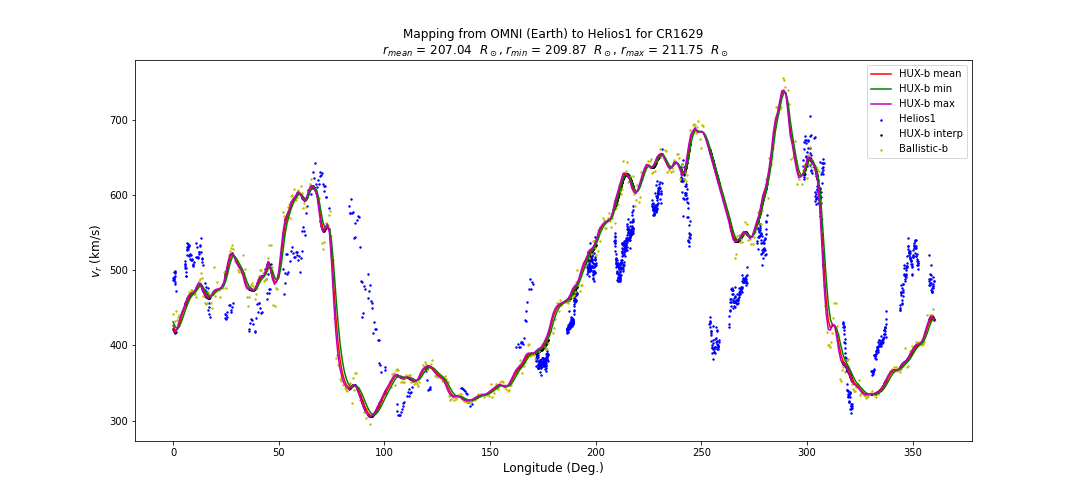 Mapping from OMNI (Earth) to Helios1 for CR1629
r_mean = 207.04 R_⊙, r_min = 209.87 R_⊙, r_max = 211.75 R_⊙
HUX-b mean
HUX-b min
HUX-b max
Helios1
HUX-b interp
Ballistic-b
700
600
500
400
300
v_r (km/s)
0 50 100 150 200 250 300 350
Longitude (Deg.)